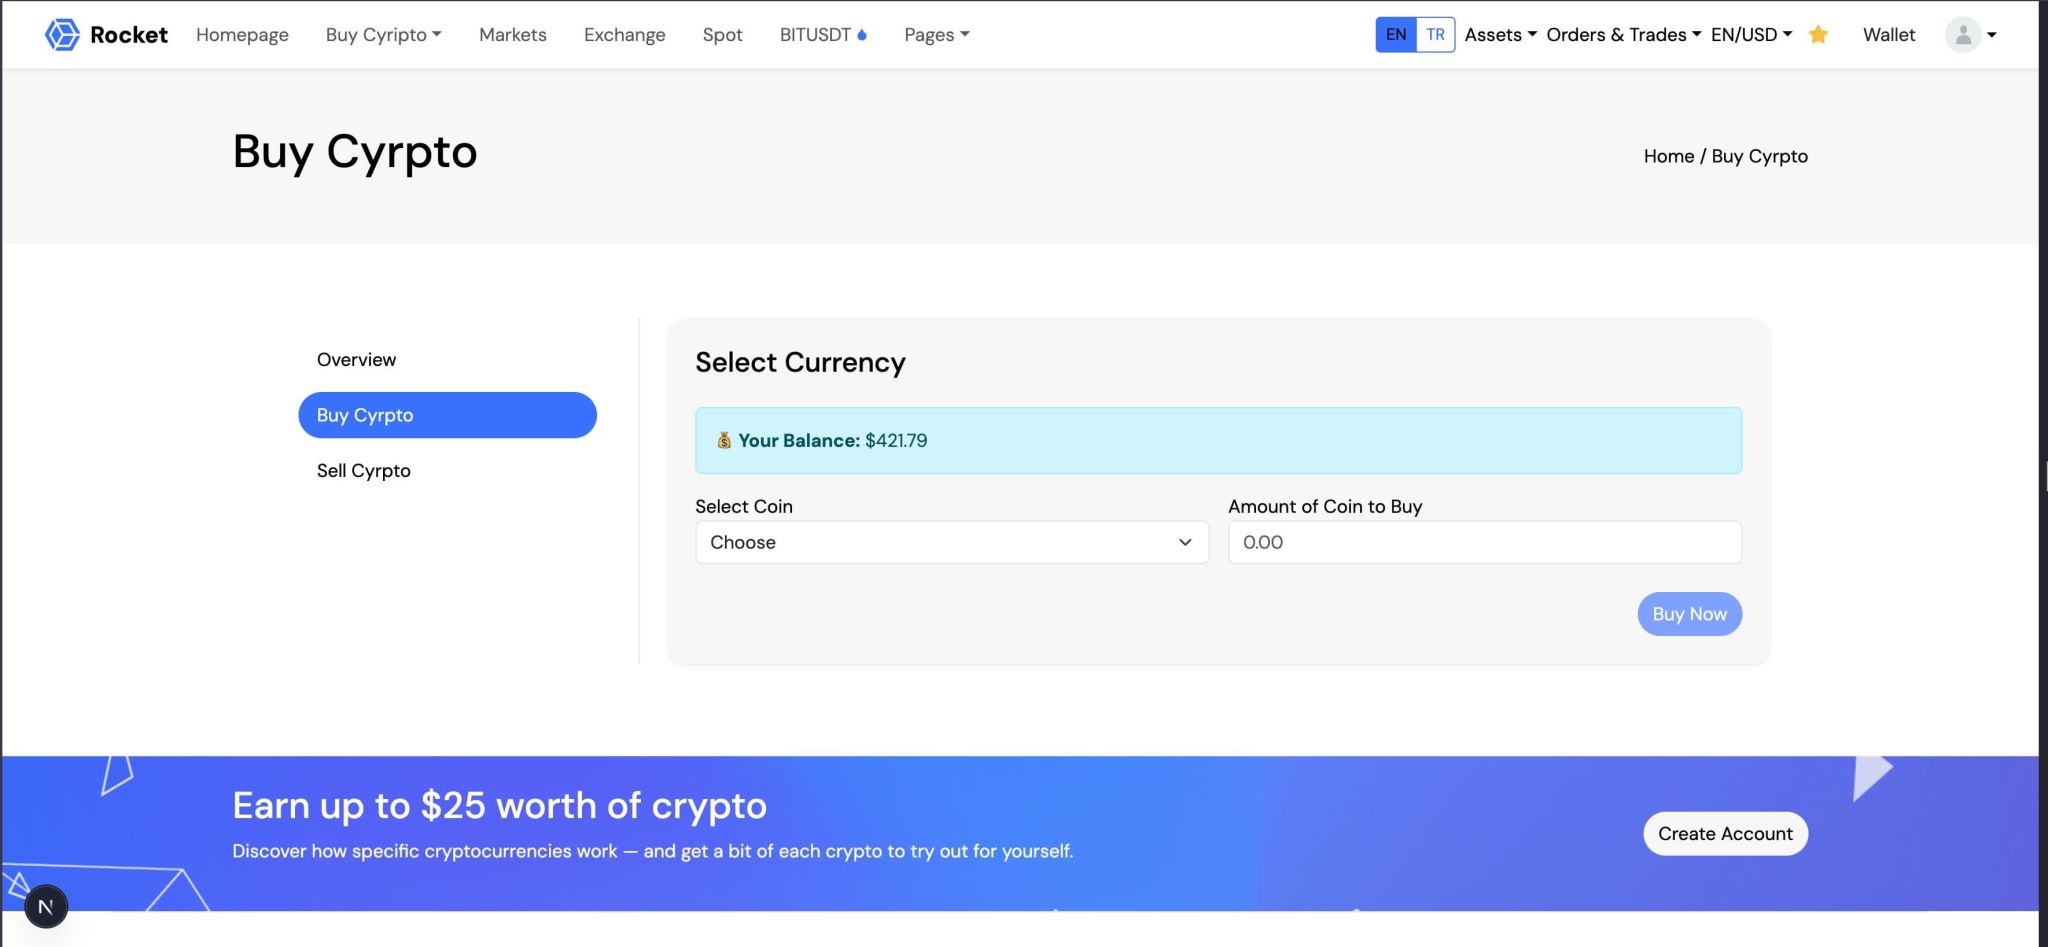 Rocket Homepage Buy Cyripto Markets Exchange Spot BITUSDT Pages EN TR Assets Orders & Trades EN/USD Wallet
Buy Cyrpto
Home / Buy Cyrpto
Overview
Buy Cyrpto
Sell Cyrpto
Select Currency
Your Balance: $421.79
Select Coin
Choose
Amount of Coin to Buy
0.00
Buy Now
Earn up to $25 worth of crypto
Discover how specific cryptocurrencies work — and get a bit of each crypto to try out for yourself.
Create Account
N